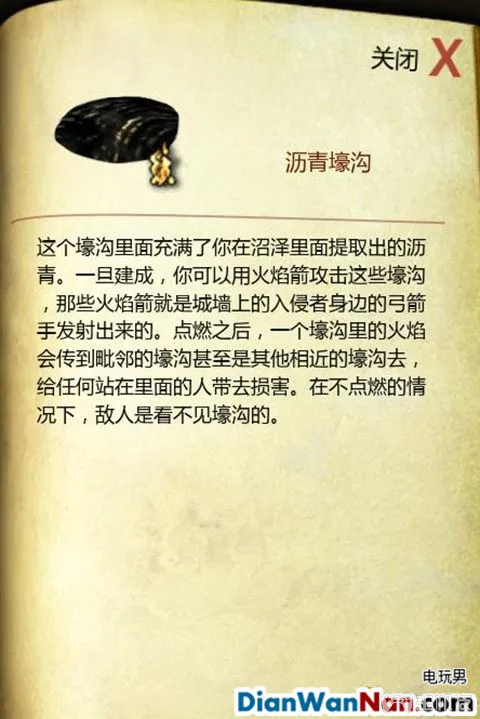 关闭 X
沥青壕沟
这个壕沟里面充满了你在沼泽里面提取出的沥
青。一旦建成，你可以用火焰箭攻击这些壕沟
，那些火焰箭就是城墙上的入侵者身边的弓箭
手发射出来的。点燃之后，一个壕沟里的火焰
会传到毗邻的壕沟甚至是其他相近的壕沟去，
给任何站在里面的人带去损害。在不点燃的情
况下，敌人是看不见壕沟的。
电玩男
DianWanNan.com